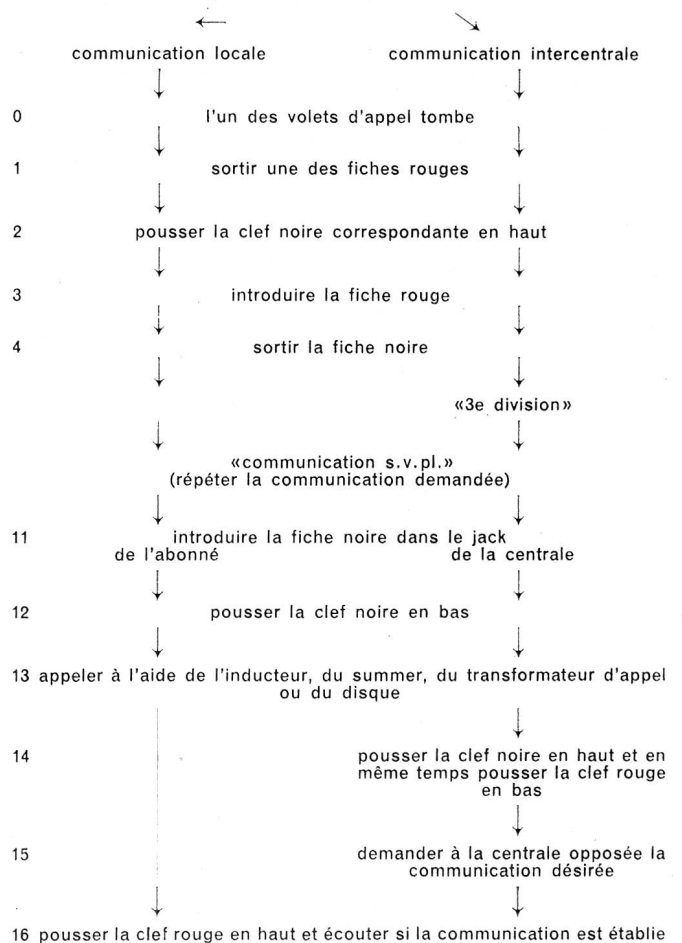 communication locale communication intercentrale
0 l'un des volets d'appel tombe
1 sortir une des fiches rouges
2 pousser la clef noire correspondante en haut
3 introduire la fiche rouge
4 sortir la fiche noire
«3e division»
«communication s.v.pl.»
(répéter la communication demandée)
11 introduire la fiche noire dans le jack
de l'abonné de la centrale
12 pousser la clef noire en bas
13 appeler à l'aide de l'inducteur, du summer, du transformateur d'appel
ou du disque
14 pousser la clef noire en haut et en
même temps pousser la clef rouge
en bas
15 demander à la centrale opposée la
communication désirée
16 pousser la clef rouge en haut et écouter si la communication est établie